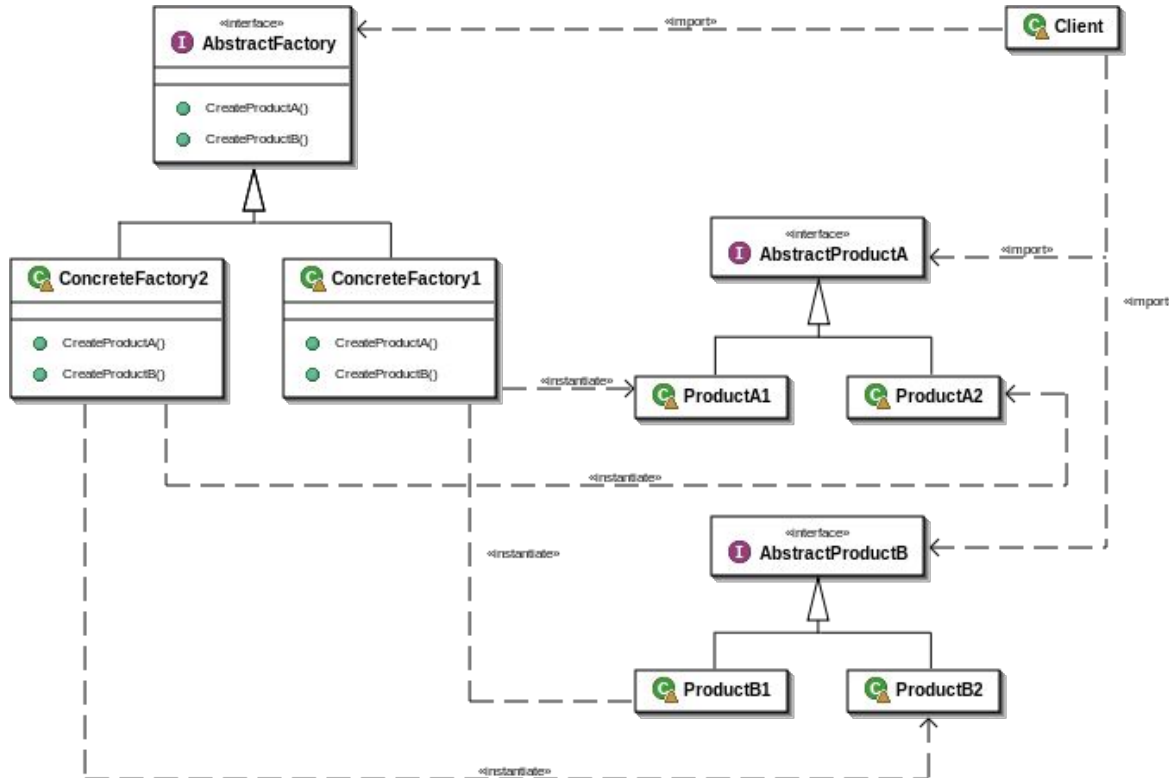 «interface»
AbstractFactory
CreateProductA()
CreateProductB()
«import»
Client
ConcreteFactory2
CreateProductA()
CreateProductB()
ConcreteFactory1
CreateProductA()
CreateProductB()
«interface»
AbstractProductA
«import»
«import
«instantiate»
ProductA1
ProductA2
«instantiate»
«instantiate»
«interface»
AbstractProductB
ProductB1
ProductB2
«instantiate»